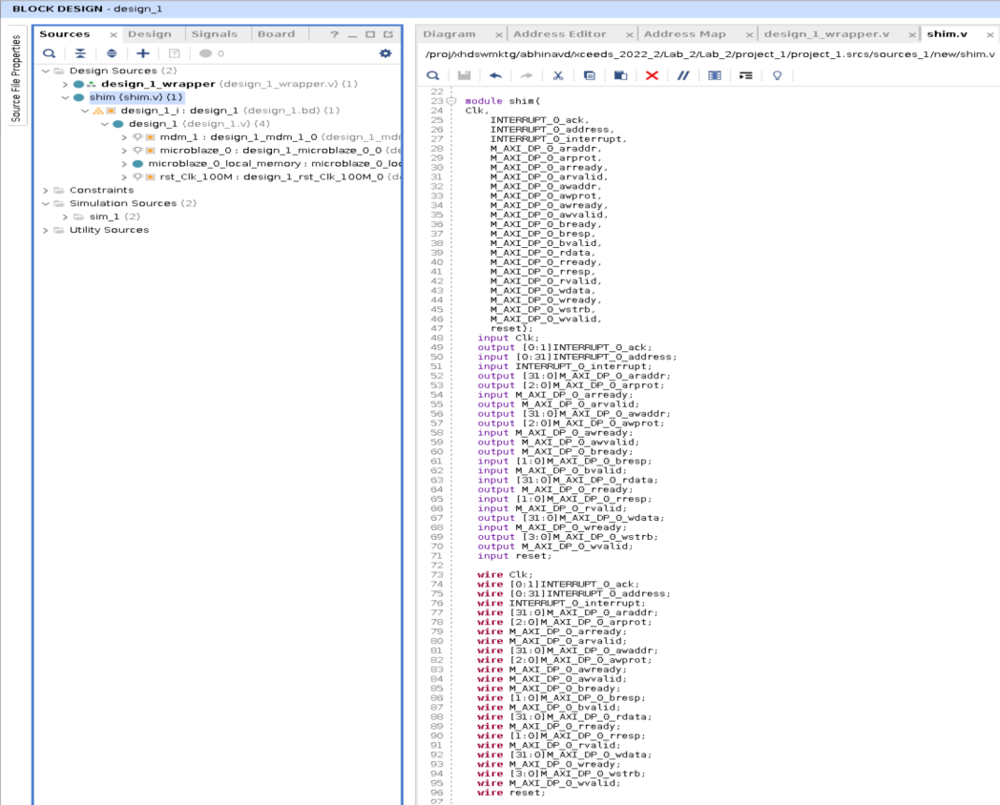 BLOCK DESIGN - design_1
Source File Properties
Sources × Design Signals Board ? _
0
Design Sources (2)
design_1_wrapper (design_1_wrapper.v) (1)
shim (shim.v) (1)
design_1_i : design_1 (design_1.bd) (1)
design_1 (design_1.v) (4)
mdm_1 : design_1_mdm_1_0 (design_1_mdr
microblaze_0 : design_1_microblaze_0_0 (de
microblaze_0_local_memory : microblaze_0_loc
rst_Clk_100M : design_1_rst_Clk_100M_0 (de
Constraints
Simulation Sources (2)
sim_1 (2)
Utility Sources
Diagram × Address Editor × Address Map × design_1_wrapper.v × shim.v ×
/proj/xhdswmktg/abhinavd/xceeds_2022_2/Lab_2/Lab_2/project_1/project_1.srcs/sources_1/new/shim.v
22
23 module shim(
24 Clk,
25 INTERRUPT_0_ack,
26 INTERRUPT_0_address,
27 INTERRUPT_0_interrupt,
28 M_AXI_DP_0_araddr,
29 M_AXI_DP_0_arprot,
30 M_AXI_DP_0_arready,
31 M_AXI_DP_0_arvalid,
32 M_AXI_DP_0_awaddr,
33 M_AXI_DP_0_awprot,
34 M_AXI_DP_0_awready,
35 M_AXI_DP_0_awvalid,
36 M_AXI_DP_0_bready,
37 M_AXI_DP_0_bresp,
38 M_AXI_DP_0_bvalid,
39 M_AXI_DP_0_rdata,
40 M_AXI_DP_0_rready,
41 M_AXI_DP_0_rresp,
42 M_AXI_DP_0_rvalid,
43 M_AXI_DP_0_wdata,
44 M_AXI_DP_0_wready,
45 M_AXI_DP_0_wstrb,
46 M_AXI_DP_0_wvalid,
47 reset);
48 input Clk;
49 output [0:1]INTERRUPT_0_ack;
50 input [0:31]INTERRUPT_0_address;
51 input INTERRUPT_0_interrupt;
52 output [31:0]M_AXI_DP_0_araddr;
53 output [2:0]M_AXI_DP_0_arprot;
54 input M_AXI_DP_0_arready;
55 output M_AXI_DP_0_arvalid;
56 output [31:0]M_AXI_DP_0_awaddr;
57 output [2:0]M_AXI_DP_0_awprot;
58 input M_AXI_DP_0_awready;
59 output M_AXI_DP_0_awvalid;
60 output M_AXI_DP_0_bready;
61 input [1:0]M_AXI_DP_0_bresp;
62 input M_AXI_DP_0_bvalid;
63 input [31:0]M_AXI_DP_0_rdata;
64 output M_AXI_DP_0_rready;
65 input [1:0]M_AXI_DP_0_rresp;
66 input M_AXI_DP_0_rvalid;
67 output [31:0]M_AXI_DP_0_wdata;
68 input M_AXI_DP_0_wready;
69 output [3:0]M_AXI_DP_0_wstrb;
70 output M_AXI_DP_0_wvalid;
71 input reset;
72
73 wire Clk;
74 wire [0:1]INTERRUPT_0_ack;
75 wire [0:31]INTERRUPT_0_address;
76 wire INTERRUPT_0_interrupt;
77 wire [31:0]M_AXI_DP_0_araddr;
78 wire [2:0]M_AXI_DP_0_arprot;
79 wire M_AXI_DP_0_arready;
80 wire M_AXI_DP_0_arvalid;
81 wire [31:0]M_AXI_DP_0_awaddr;
82 wire [2:0]M_AXI_DP_0_awprot;
83 wire M_AXI_DP_0_awready;
84 wire M_AXI_DP_0_awvalid;
85 wire M_AXI_DP_0_bready;
86 wire [1:0]M_AXI_DP_0_bresp;
87 wire M_AXI_DP_0_bvalid;
88 wire [31:0]M_AXI_DP_0_rdata;
89 wire M_AXI_DP_0_rready;
90 wire [1:0]M_AXI_DP_0_rresp;
91 wire M_AXI_DP_0_rvalid;
92 wire [31:0]M_AXI_DP_0_wdata;
93 wire M_AXI_DP_0_wready;
94 wire [3:0]M_AXI_DP_0_wstrb;
95 wire M_AXI_DP_0_wvalid;
96 wire reset;
97